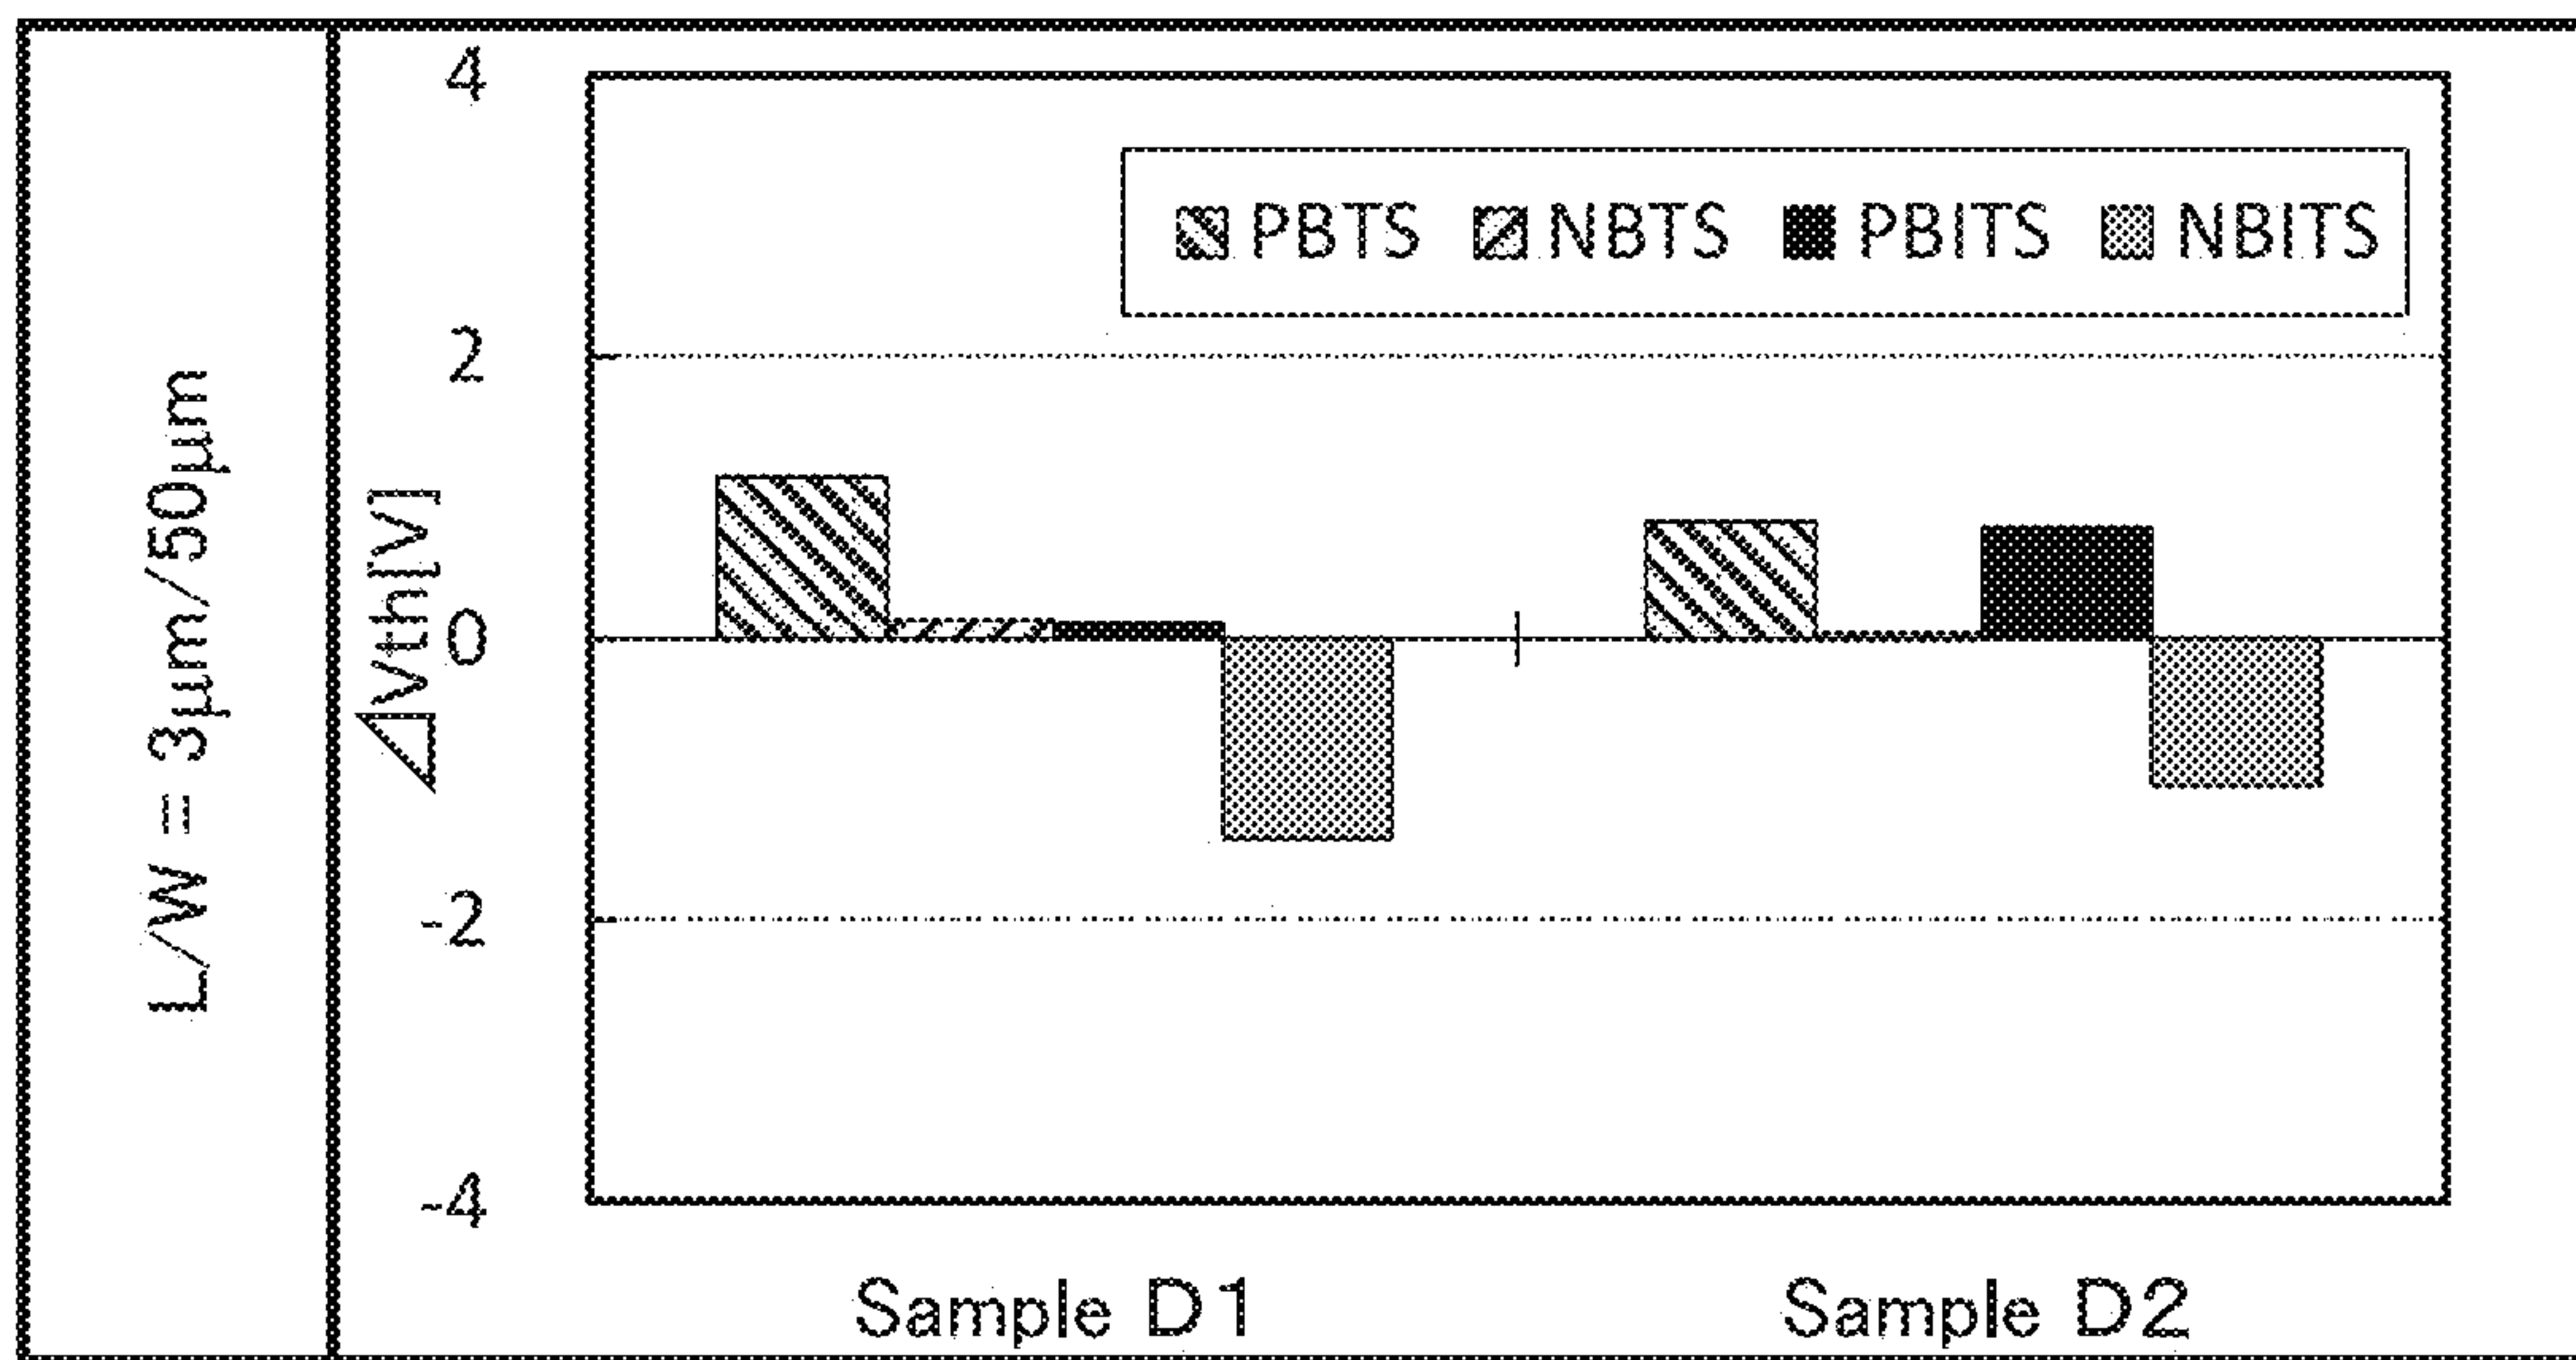 L/W = 3μm/50μm
ΔVth[V]
4
2
0
-2
-4
PBTS NBTS PBITS NBITS
Sample D1
Sample D2